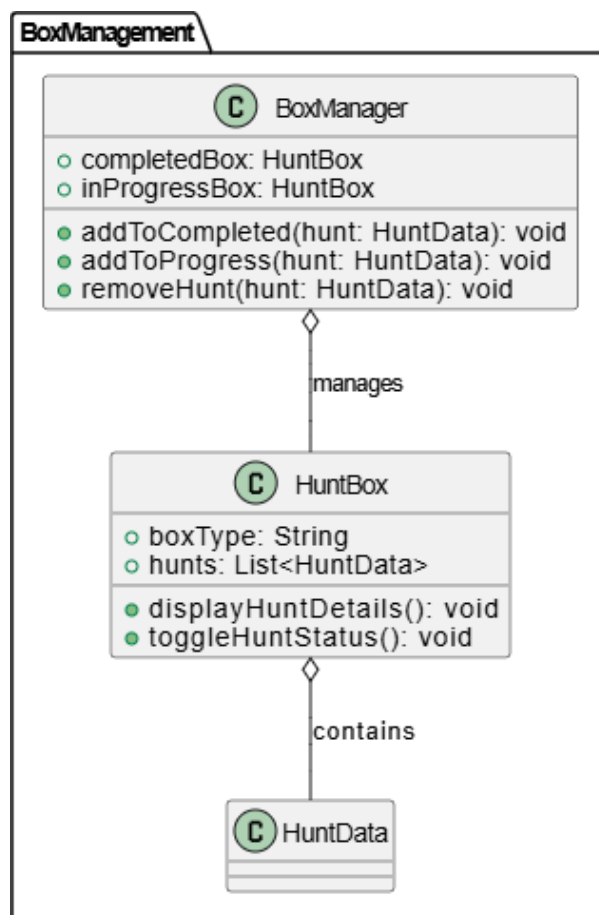 BoxManagement
C BoxManager
completedBox: HuntBox
inProgressBox: HuntBox
addToCompleted(hunt: HuntData): void
addToProgress(hunt: HuntData): void
removeHunt(hunt: HuntData): void
manages
C HuntBox
boxType: String
hunts: List<HuntData>
displayHuntDetails(): void
toggleHuntStatus(): void
contains
C HuntData